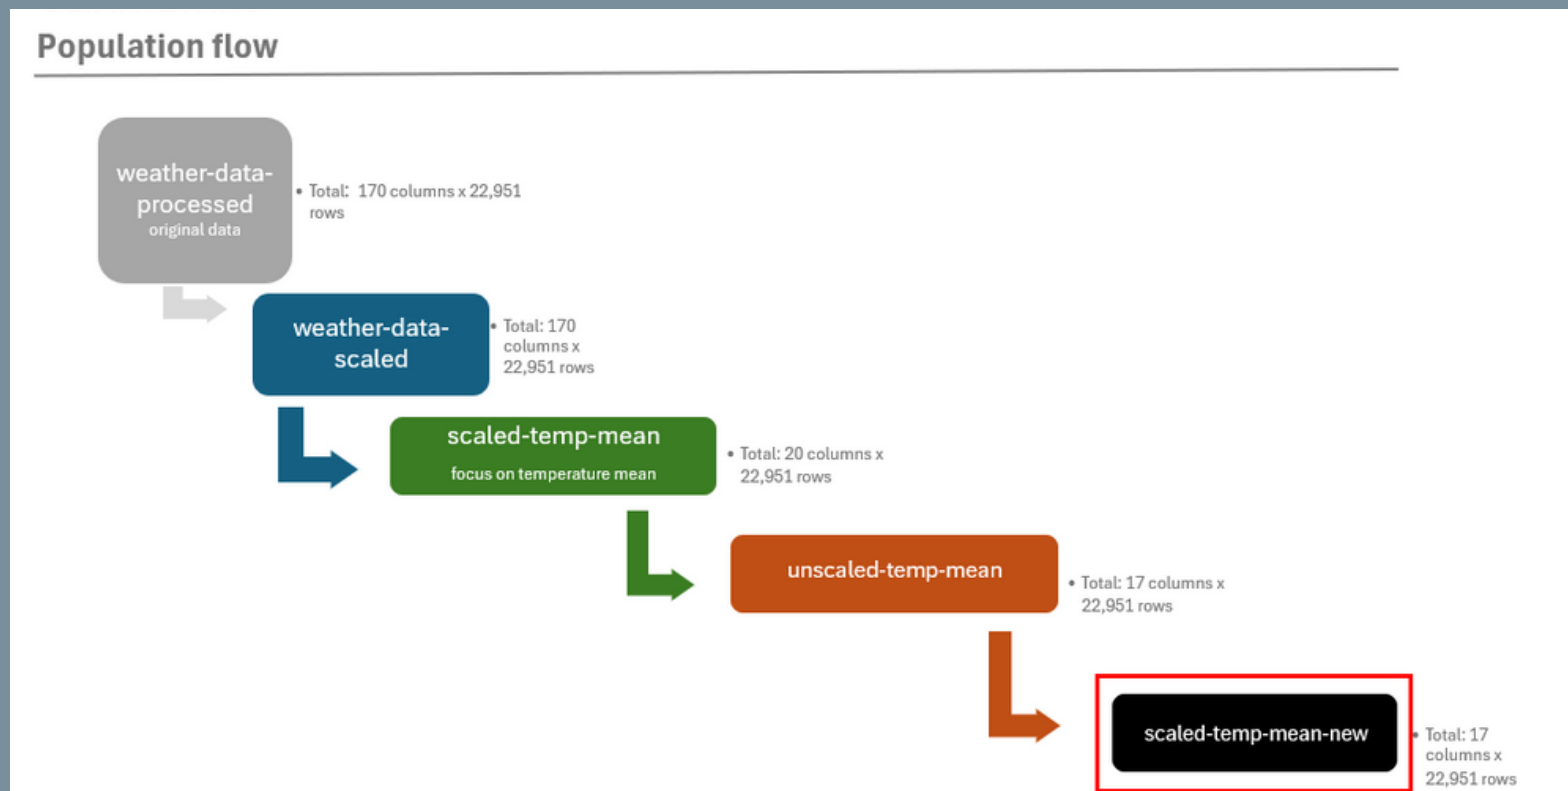 Population flow
weather-data-
processed
original data
• Total: 170 columns x 22,951
rows
weather-data-
scaled
• Total: 170
columns x
22,951 rows
scaled-temp-mean
focus on temperature mean
• Total: 20 columns x
22,951 rows
unscaled-temp-mean
• Total: 17 columns x
22,951 rows
scaled-temp-mean-new
• Total: 17
columns x
22,951 rows